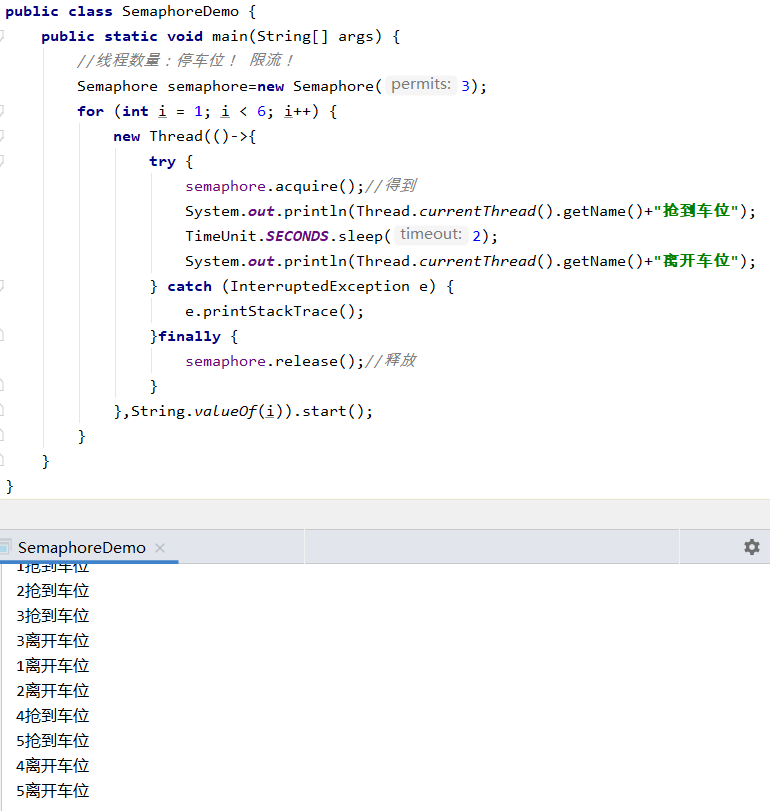 public class SemaphoreDemo {
public static void main(String[] args) {
//线程数量：停车位！ 限流！
Semaphore semaphore=new Semaphore( permits: 3);
for (int i = 1; i < 6; i++) {
new Thread(()->{
try {
semaphore.acquire();//得到
System.out.println(Thread.currentThread().getName()+"抢到车位");
TimeUnit.SECONDS.sleep( timeout: 2);
System.out.println(Thread.currentThread().getName()+"离开车位");
} catch (InterruptedException e) {
e.printStackTrace();
}finally {
semaphore.release();//释放
}
},String.valueOf(i)).start();
}
}
}
SemaphoreDemo ×
1抢到车位
2抢到车位
3抢到车位
3离开车位
1离开车位
2离开车位
4抢到车位
5抢到车位
4离开车位
5离开车位